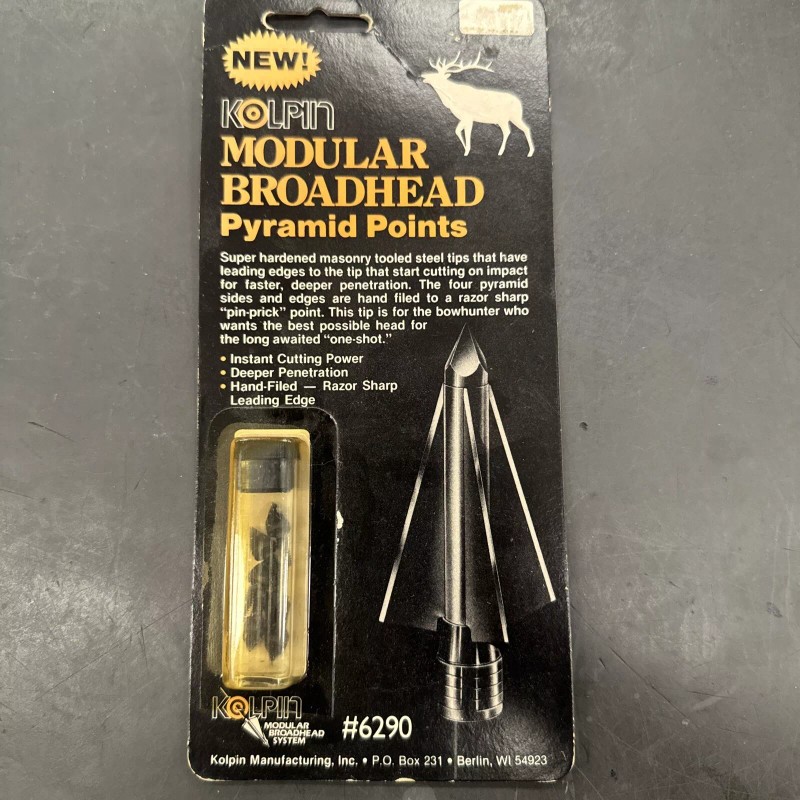 NEW!
KOLPIN
MODULAR
BROADHEAD
Pyramid Points
Super hardened masonry tooled steel tips that have
leading edges to the tip that start cutting on impact
for faster, deeper penetration. The four pyramid
sides and edges are hand filed to a razor sharp
“pin-prick” point. This tip is for the bowhunter who
wants the best possible head for
the long awaited “one-shot.”
• Instant Cutting Power
• Deeper Penetration
• Hand-Filed — Razor Sharp
Leading Edge
KOLPIN
MODULAR
BROADHEAD
SYSTEM
#6290
Kolpin Manufacturing, Inc. • P.O. Box 231 • Berlin, WI 54923